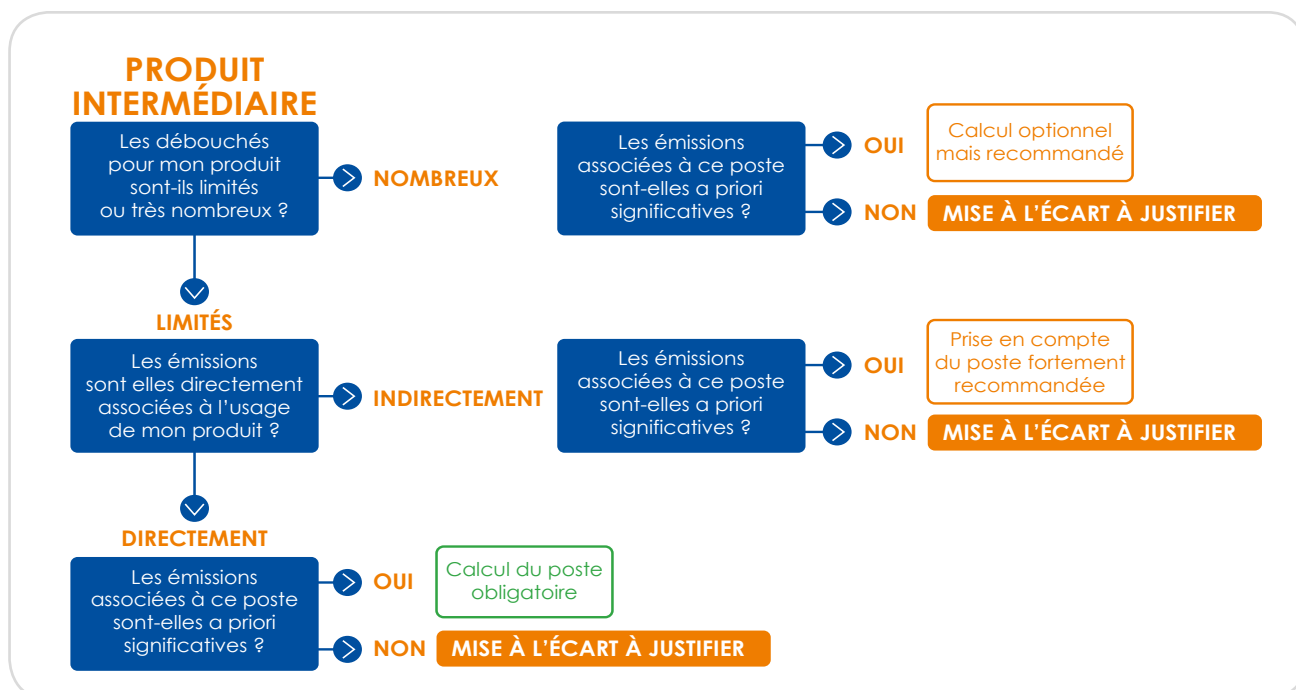 PRODUIT
INTERMÉDIAIRE
Les débouchés
pour mon produit
sont-ils limités
ou très nombreux ?
NOMBREUX
Les émissions
associées à ce poste
sont-elles a priori
significatives ?
OUI
Calcul optionnel
mais recommandé
NON
MISE À L’ÉCART À JUSTIFIER
LIMITÉS
Les émissions
sont elles directement
associées à l’usage
de mon produit ?
INDIRECTEMENT
Les émissions
associées à ce poste
sont-elles a priori
significatives ?
OUI
Prise en compte
du poste fortement
recommandée
NON
MISE À L’ÉCART À JUSTIFIER
DIRECTEMENT
Les émissions
associées à ce poste
sont-elles a priori
significatives ?
OUI
Calcul du poste
obligatoire
NON
MISE À L’ÉCART À JUSTIFIER